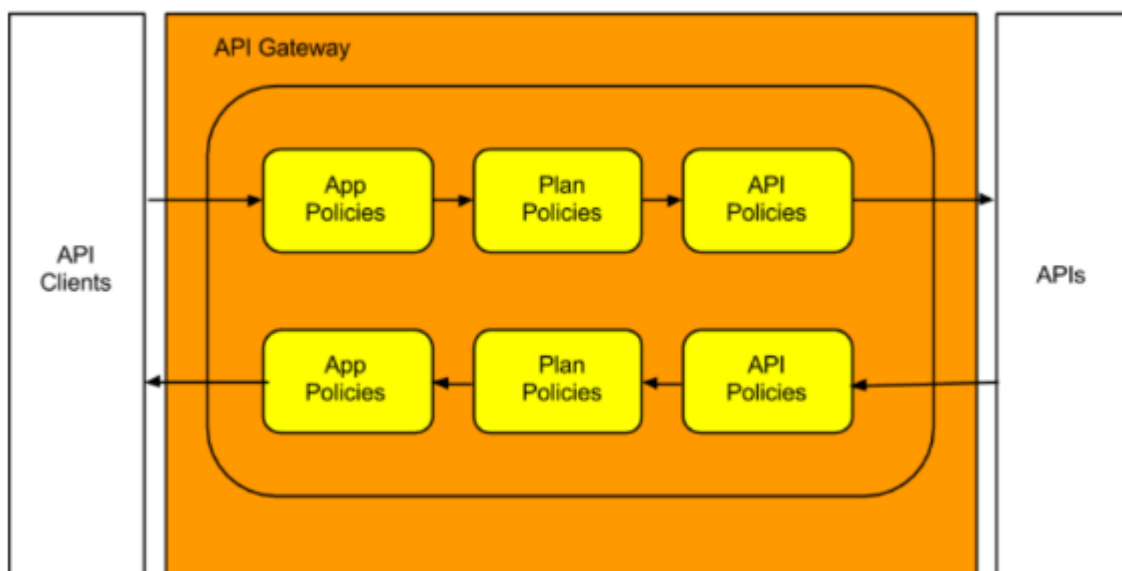 API Gateway
App
Policies
Plan
Policies
API
Policies
API
Clients
APIs
App
Policies
Plan
Policies
API
Policies